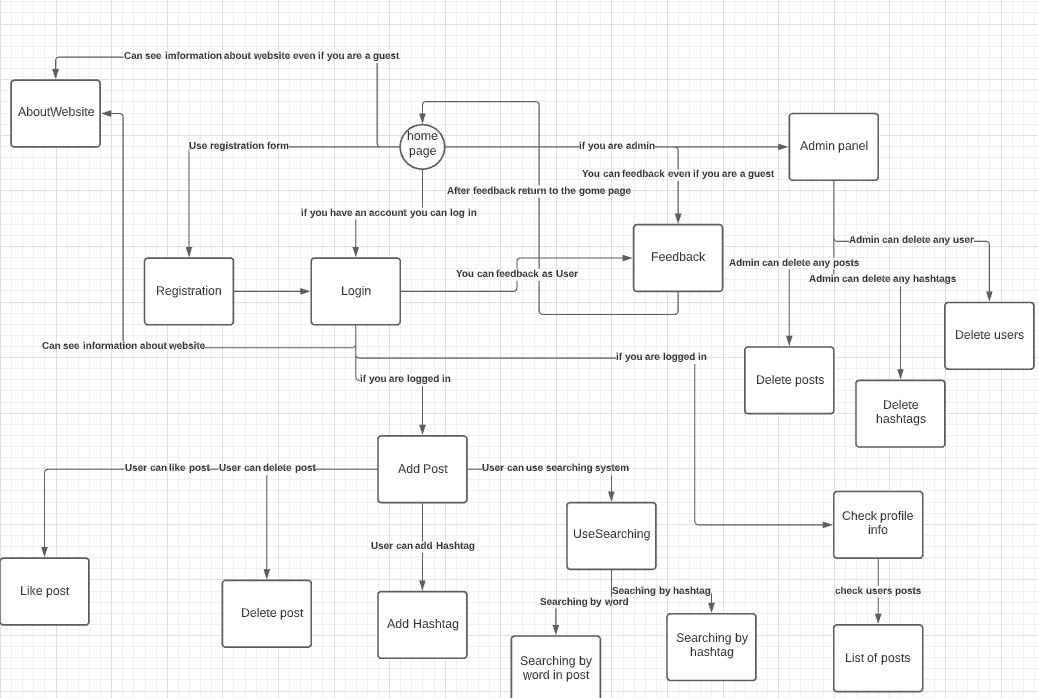 Can see imformation about website even if you are a guest
AboutWebsite
home
page
Use registration form
if you are admin
Admin panel
You can feedback even if you are a guest
After feedback return to the gome page
if you have an account you can log in
Admin can delete any user
Feedback
Admin can delete any posts
You can feedback as User
Admin can delete any hashtags
Registration
Login
Delete users
Can see information about website
if you are logged in
if you are logged in
Delete posts
Delete
hashtags
User can like post
User can delete post
Add Post
User can use searching system
Check profile
info
UseSearching
User can add Hashtag
Like post
Seaching by hashtag
check users posts
Searching by word
Delete post
Add Hashtag
Searching by
hashtag
List of posts
Searching by
word in post